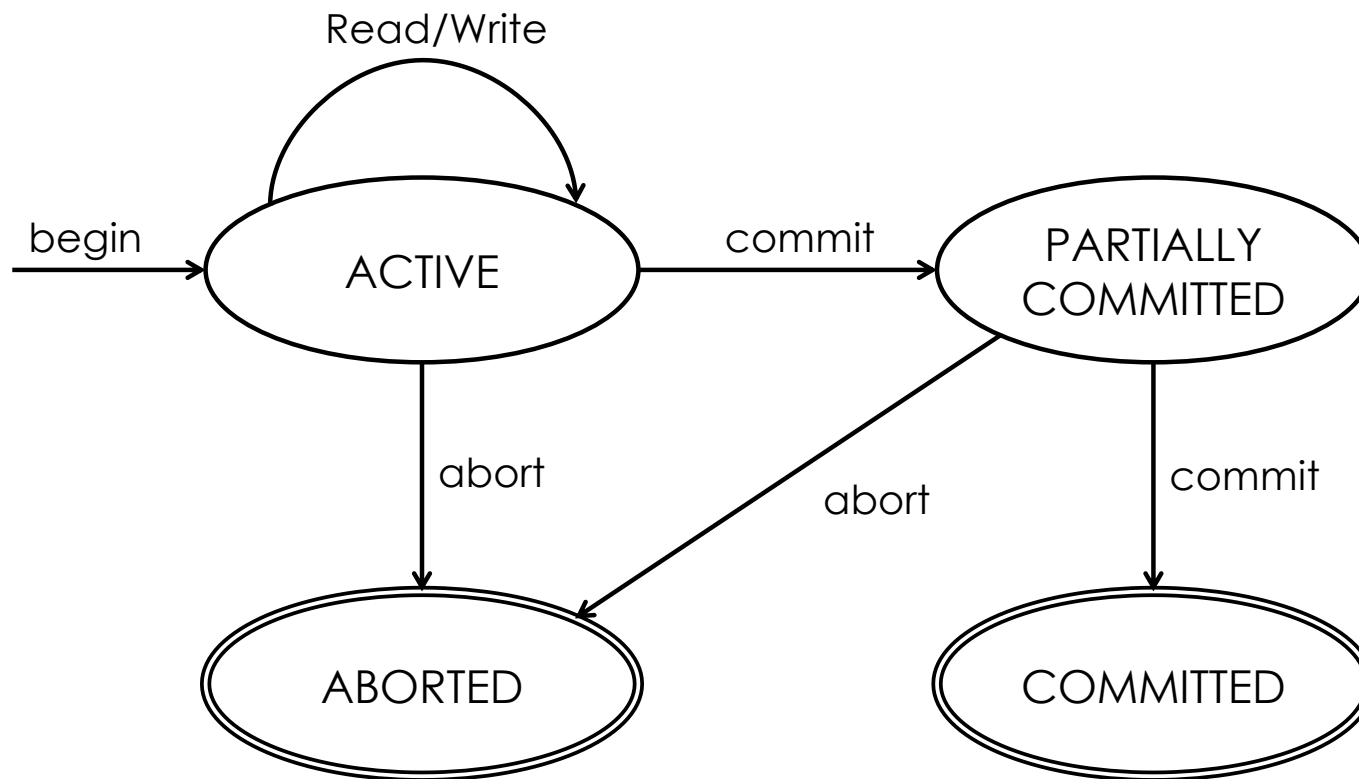 Read/Write
begin
ACTIVE
commit
PARTIALLY
COMMITTED
abort
abort
commit
ABORTED
COMMITTED